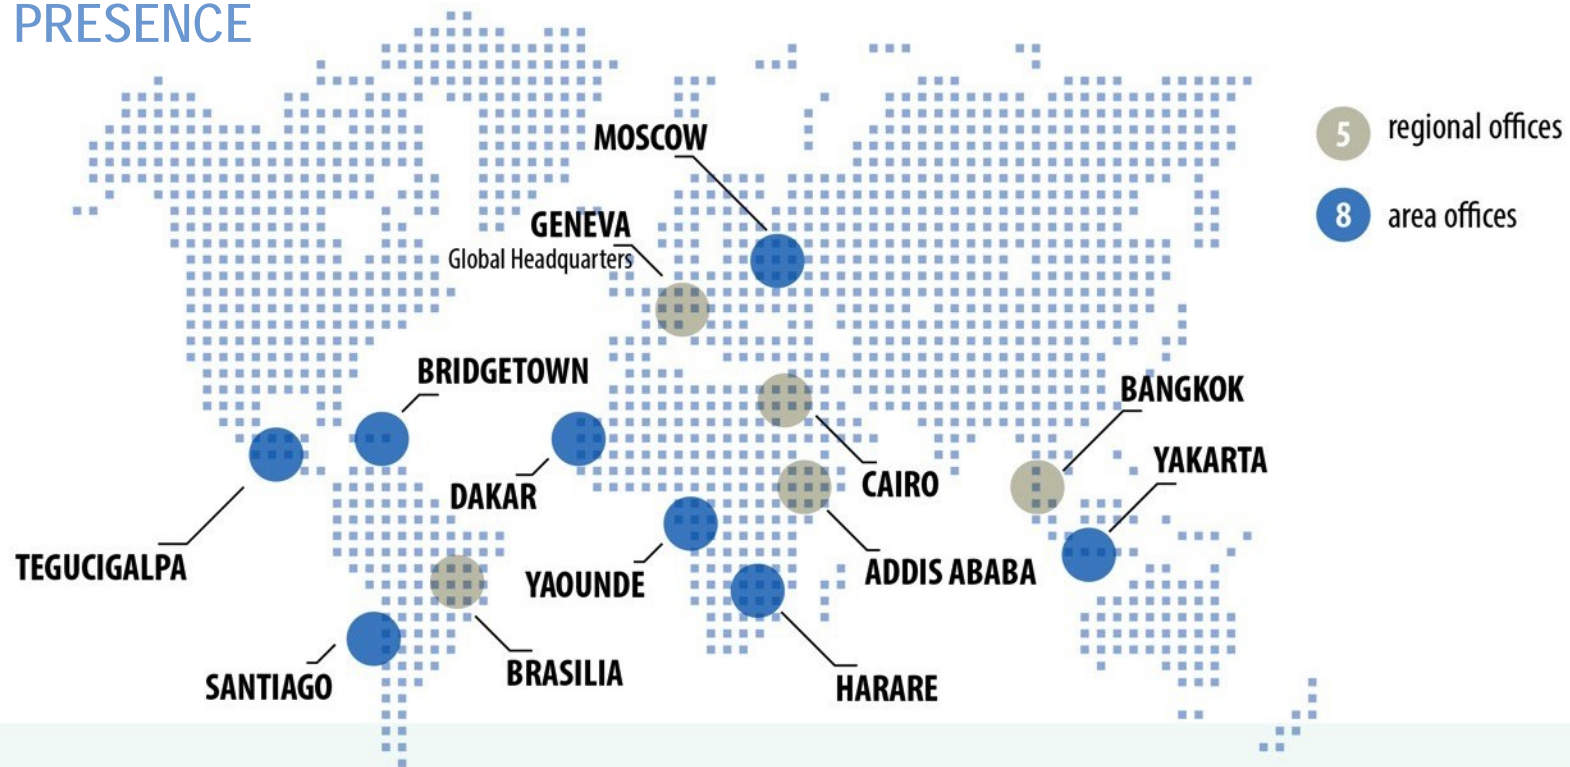 PRESENCE
MOSCOW
5 regional offices
GENEVA
Global Headquarters
8 area offices
BRIDGETOWN
BANGKOK
YAKARTA
DAKAR
CAIRO
TEGUCIGALPA
YAOUNDE
ADDIS ABABA
SANTIAGO
BRASILIA
HARARE